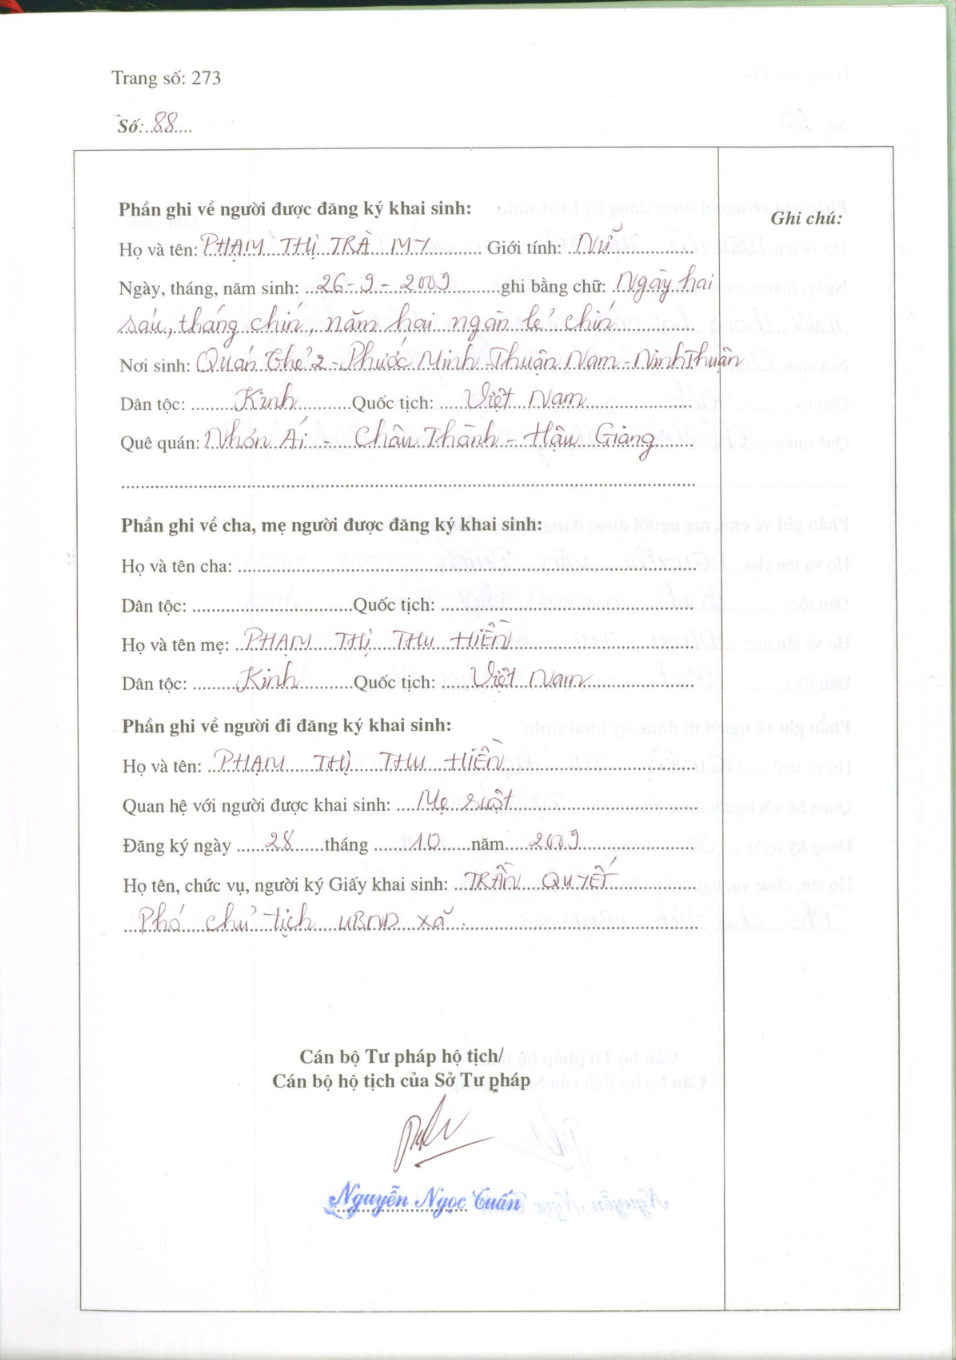 Trang số: 273
Số: 88
Phần ghi về người được đăng ký khai sinh:
Ghi chú:
Họ và tên: PHẠM THỊ TRÀ MY Giới tính: Nữ
Ngày, tháng, năm sinh: 26-9-2009 ghi bằng chữ: Ngày hai
sáu, tháng chín, năm hai ngàn lẻ chín
Nơi sinh: Quán Thẻ 2 - Phước Minh - Thuận Nam - Ninh Thuận
Dân tộc: Kinh Quốc tịch: Việt Nam
Quê quán: Nhơn Ái - Châu Thành - Hậu Giang
Phần ghi về cha, mẹ người được đăng ký khai sinh:
Họ và tên cha:
Dân tộc: Quốc tịch:
Họ và tên mẹ: PHẠM THỊ THU HIỀN
Dân tộc: Kinh Quốc tịch: Việt Nam
Phần ghi về người đi đăng ký khai sinh:
Họ và tên: PHẠM THỊ THU HIỀN
Quan hệ với người được khai sinh: Mẹ ruột
Đăng ký ngày 28 tháng 10 năm 2009
Họ tên, chức vụ, người ký Giấy khai sinh: TRẦN QUYẾT
Phó chủ tịch UBND xã.
Cán bộ Tư pháp hộ tịch/
Cán bộ hộ tịch của Sở Tư pháp
Nguyễn Ngọc Tuấn